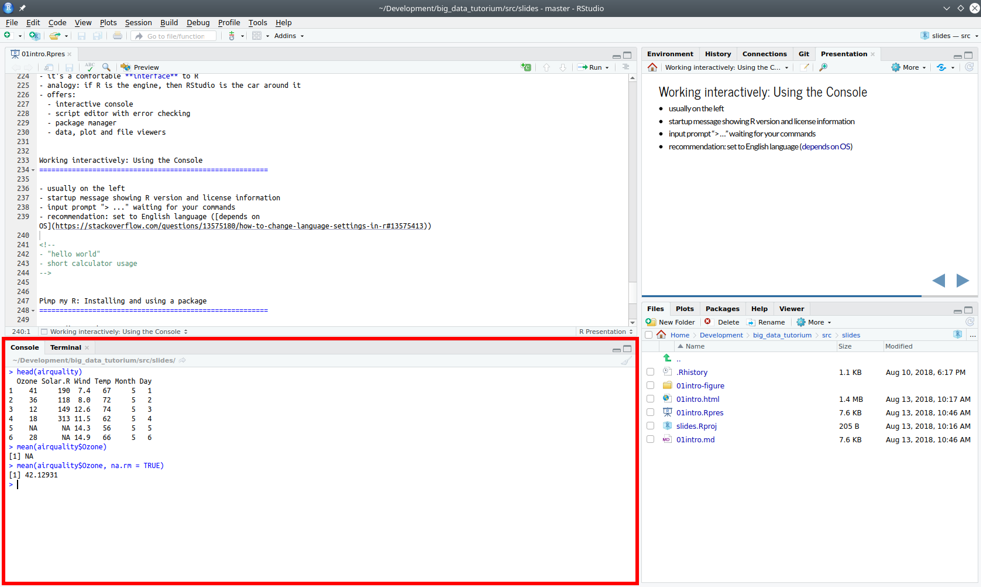 ~/Development/big_data_tutorium/src/slides - master - RStudio
File Edit Code View Plots Session Build Debug Profile Tools Help
Go to file/function Addins slides — src
01intro.Rpres
Preview Run
224 - it's a comfortable **interface** to R
225 - analogy: if R is the engine, then RStudio is the car around it
226 - offers:
227 - interactive console
228 - script editor with error checking
229 - package manager
230 - data, plot and file viewers
231
232
233 Working interactively: Using the Console
234 ========================================================
235
236 - usually on the left
237 - startup message showing R version and license information
238 - input prompt "> ..." waiting for your commands
239 - recommendation: set to English language ([depends on
OS](https://stackoverflow.com/questions/13575180/how-to-change-language-settings-in-r#13575413))
240
241 <!--
242 - "hello world"
243 - short calculator usage
244 -->
245
246
247 Pimp my R: Installing and using a package
248 ========================================================
249
240:1 Working interactively: Using the Console R Presentation
Console Terminal
~/Development/big_data_tutorium/src/slides/
> head(airquality)
Ozone Solar.R Wind Temp Month Day
1 41 190 7.4 67 5 1
2 36 118 8.0 72 5 2
3 12 149 12.6 74 5 3
4 18 313 11.5 62 5 4
5 NA NA 14.3 56 5 5
6 28 NA 14.9 66 5 6
> mean(airquality$Ozone)
[1] NA
> mean(airquality$Ozone, na.rm = TRUE)
[1] 42.12931
>
Environment History Connections Git Presentation
Working interactively: Using the C... More
Working interactively: Using the Console
usually on the left
startup message showing R version and license information
input prompt "> ..." waiting for your commands
recommendation: set to English language (depends on OS)
Files Plots Packages Help Viewer
New Folder Delete Rename More
Home Development big_data_tutorium src slides ...
Name Size Modified
..
.Rhistory 1.1 KB Aug 10, 2018, 6:17 PM
01intro-figure
01intro.html 1.4 MB Aug 13, 2018, 10:17 AM
01intro.Rpres 7.6 KB Aug 13, 2018, 10:46 AM
slides.Rproj 205 B Aug 13, 2018, 10:16 AM
01intro.md 7.6 KB Aug 13, 2018, 10:46 AM